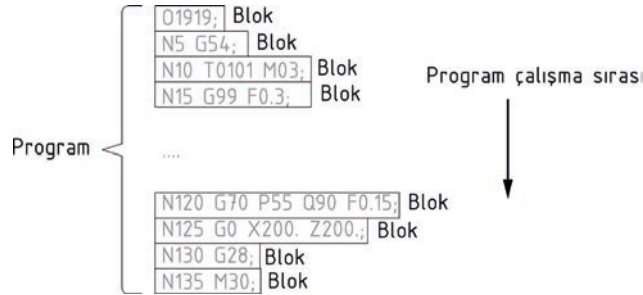 O1919; Blok
N5 G54; Blok
N10 T0101 M03; Blok
N15 G99 F0.3; Blok
Program çalışma sırası
Program
....
N120 G70 P55 Q90 F0.15; Blok
N125 G0 X200. Z200.; Blok
N130 G28; Blok
N135 M30; Blok